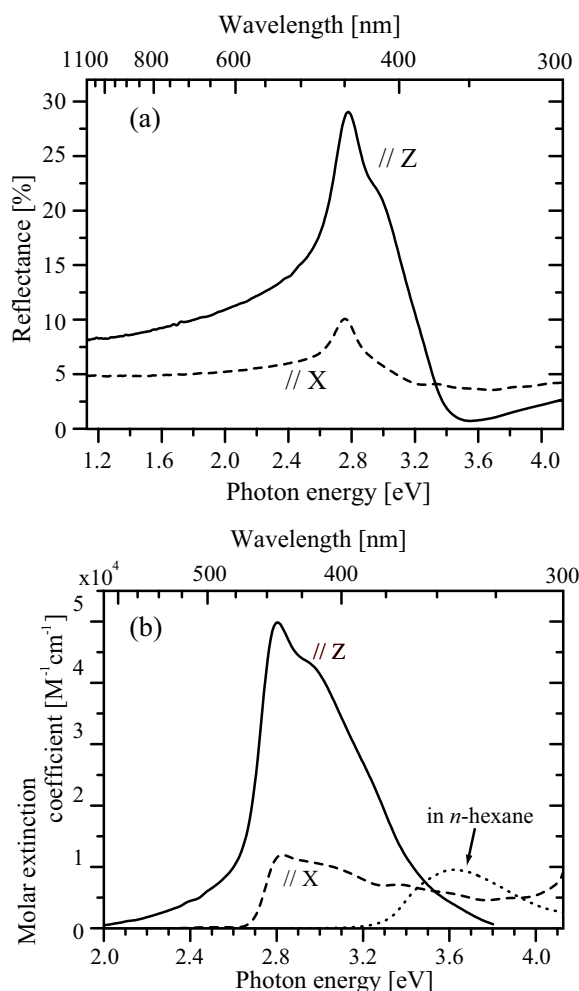 Wavelength [nm]
1100 800 600 400 300
(a)
// Z
// X
30
25
20
15
10
5
0
Reflectance [%]
1.2 1.6 2.0 2.4 2.8 3.2 3.6 4.0
Photon energy [eV]
Wavelength [nm]
x10⁴ 500 400 300
(b)
// Z
in n-hexane
// X
5
4
3
2
1
0
Molar extinction
coefficient [M⁻¹cm⁻¹]
2.0 2.4 2.8 3.2 3.6 4.0
Photon energy [eV]